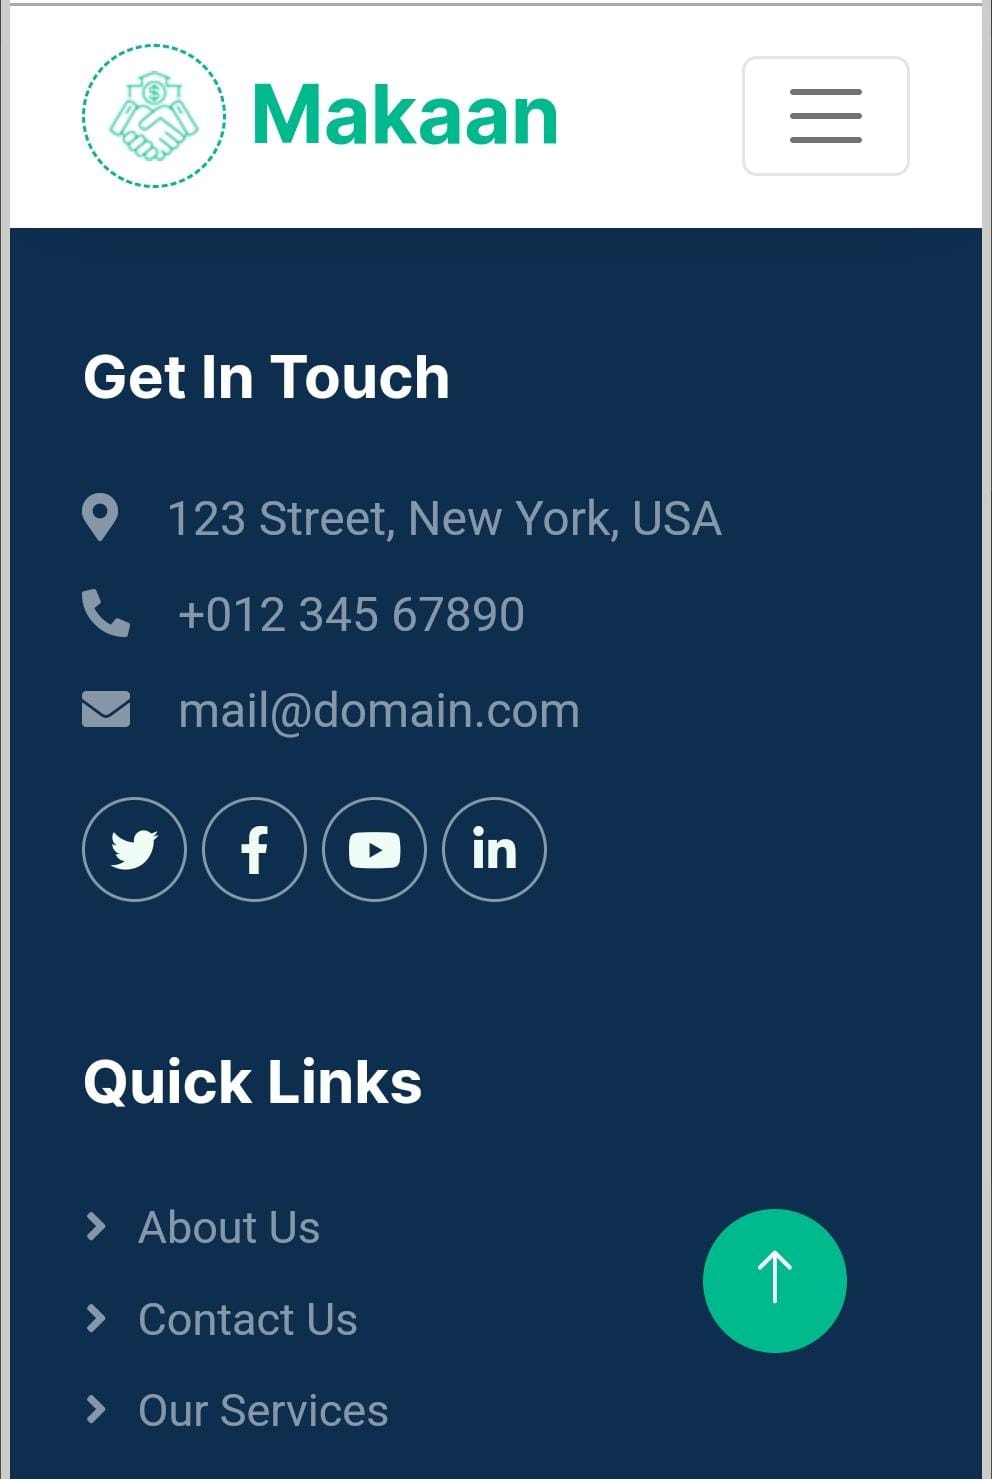 Makaan
Get In Touch
123 Street, New York, USA
+012 345 67890
mail@domain.com
Quick Links
About Us
Contact Us
Our Services